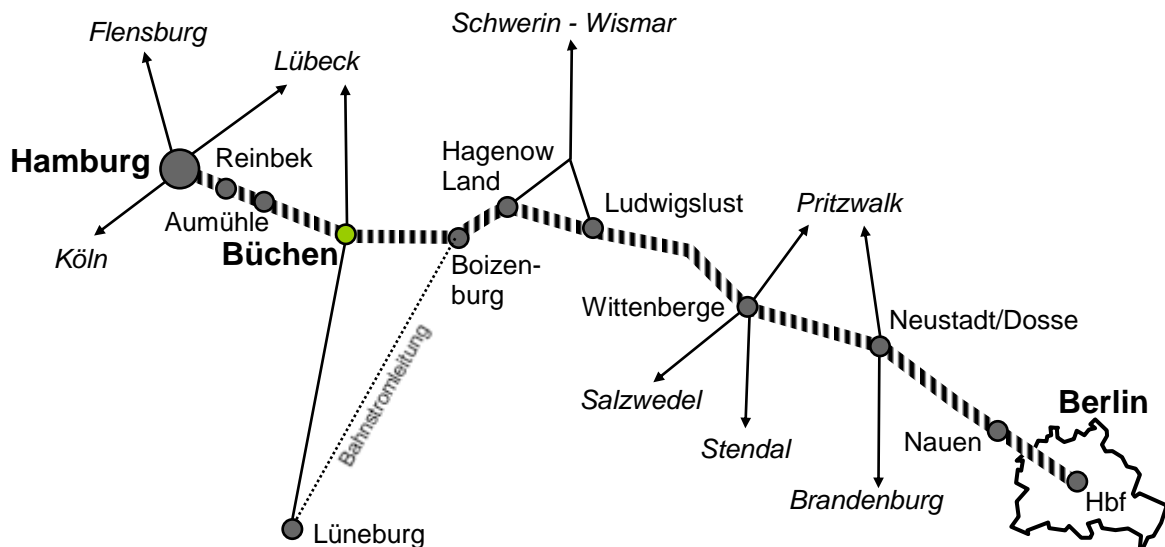 Flensburg
Schwerin - Wismar
Lübeck
Hamburg
Reinbek
Aumühle
Köln
Büchen
Hagenow
Land
Boizen-
burg
Ludwigslust
Pritzwalk
Bahnstromleitung
Wittenberge
Neustadt/Dosse
Salzwedel
Stendal
Brandenburg
Nauen
Berlin
Hbf
Lüneburg